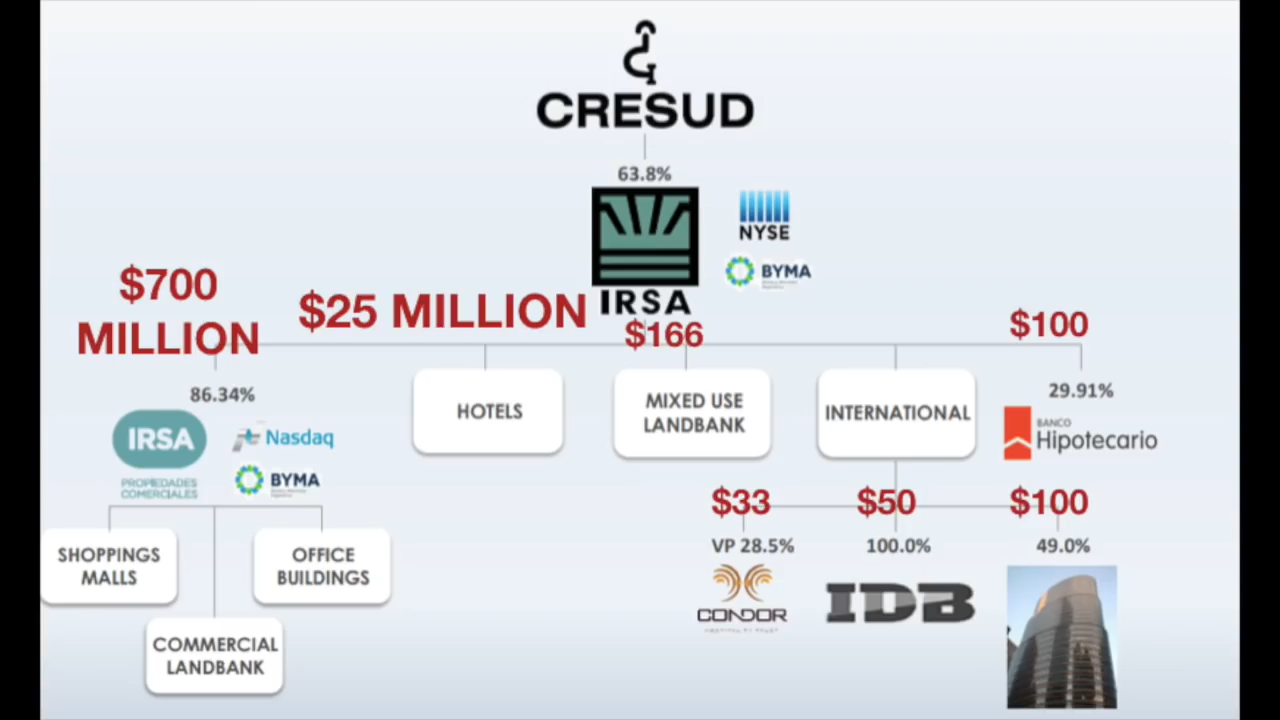 CRESUD
63.8%
IRSA
NYSE
BYMA
$700
MILLION
$25 MILLION
$166
$100
86.34%
IRSA
PROPIEDADES
COMERCIALES
Nasdaq
BYMA
HOTELS
MIXED USE
LANDBANK
INTERNATIONAL
29.91%
BANCO
Hipotecario
SHOPPINGS
MALLS
OFFICE
BUILDINGS
COMMERCIAL
LANDBANK
$33
$50
$100
VP 28.5%
100.0%
49.0%
CONDOR
IDB